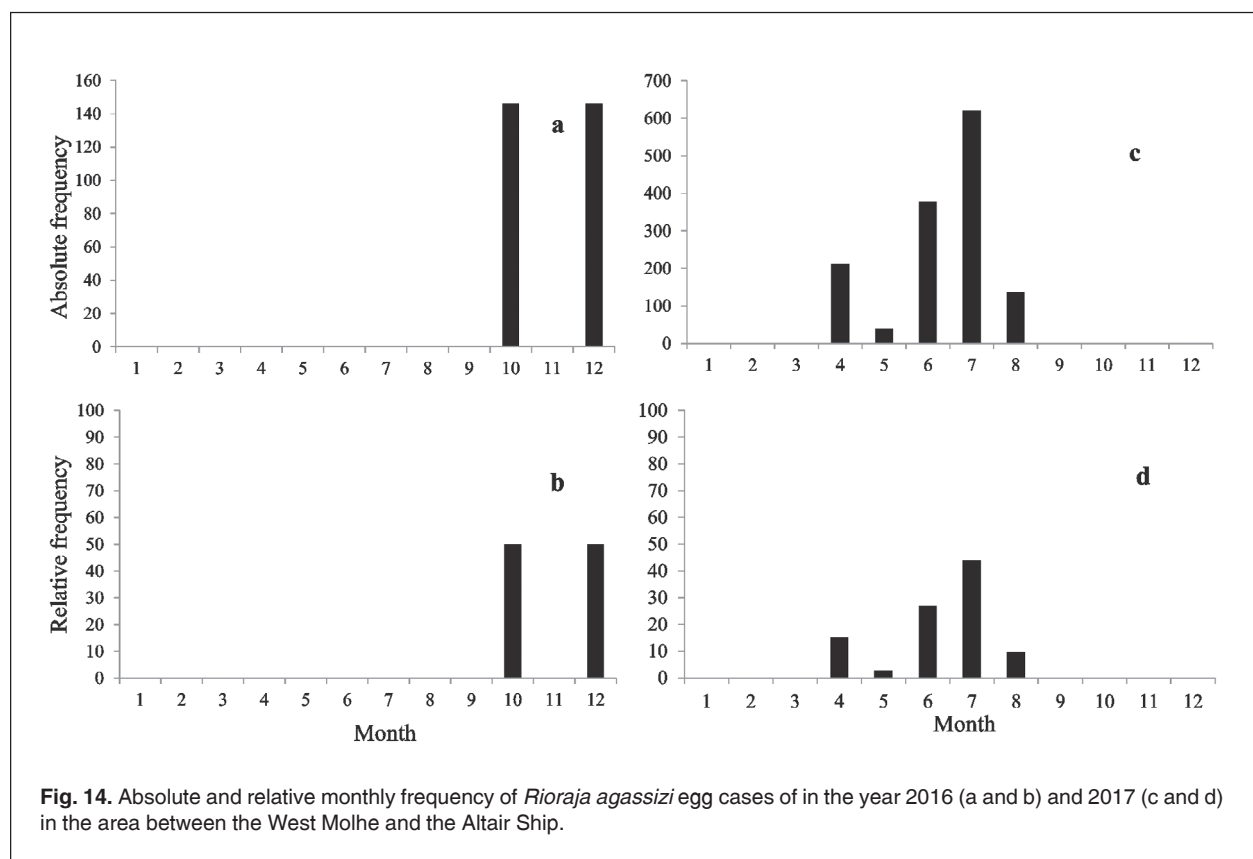 160
140
120
100
80
60
40
20
0
Absolute frequency
a
1 2 3 4 5 6 7 8 9 10 11 12
700
600
500
400
300
200
100
0
c
1 2 3 4 5 6 7 8 9 10 11 12
100
90
80
70
60
50
40
30
20
10
0
Relative frequency
b
1 2 3 4 5 6 7 8 9 10 11 12
Month
100
90
80
70
60
50
40
30
20
10
0
d
1 2 3 4 5 6 7 8 9 10 11 12
Month
Fig. 14. Absolute and relative monthly frequency of Rioraja agassizi egg cases of in the year 2016 (a and b) and 2017 (c and d)
in the area between the West Molhe and the Altair Ship.